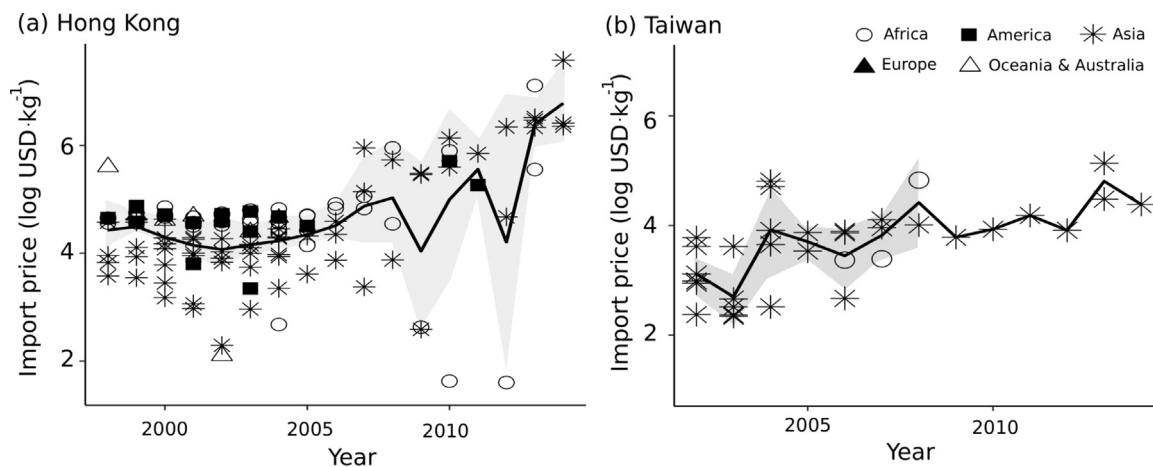 (a) Hong Kong
Import price (log USD·kg-1)
6
4
2
2000
2005
2010
Year
(b) Taiwan
Africa
America
Asia
Europe
Oceania & Australia
Import price (log USD·kg-1)
6
4
2
2005
2010
Year